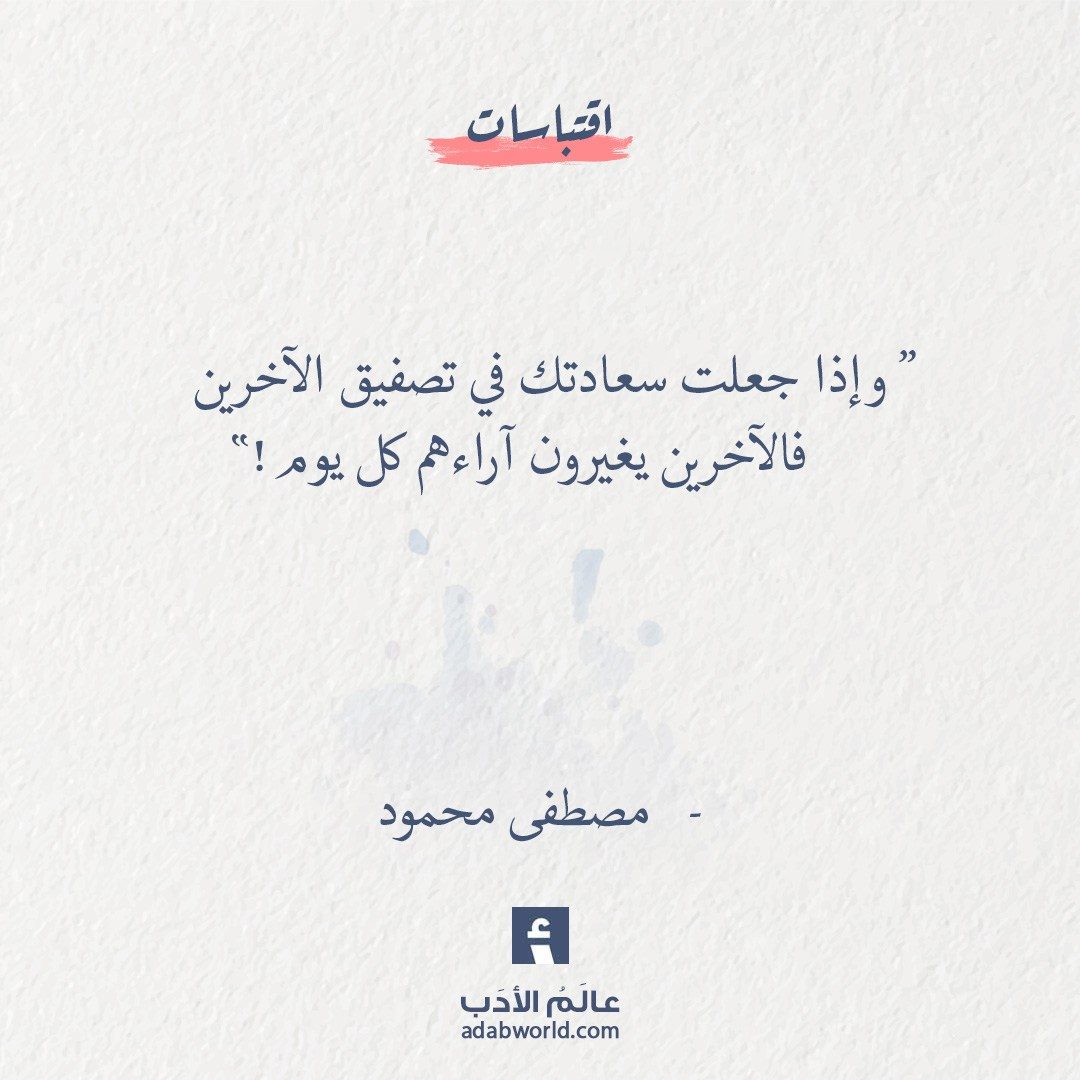 اقتباسات
” وإذا جعلت سعادتك في تصفيق الآخرين
فالآخرين يغيرون آراءهم كل يوم !“
- مصطفى محمود
أ
عالَمُ الأدَب
adabworld.com